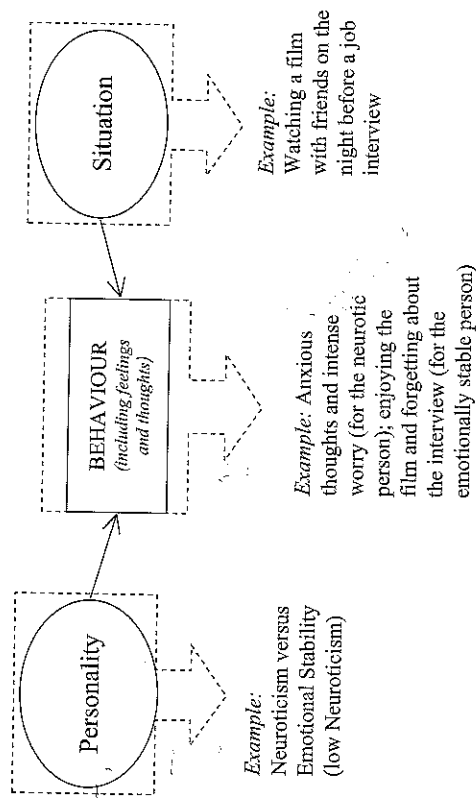 Personality
Example:
Neuroticism versus
Emotional Stability
(low Neuroticism)
BEHAVIOUR
(including feelings
and thoughts)
Example: Anxious
thoughts and intense
worry (for the neurotic
person); enjoying the
film and forgetting about
the interview (for the
emotionally stable person)
Situation
Example:
Watching a film
with friends on the
night before a job
interview